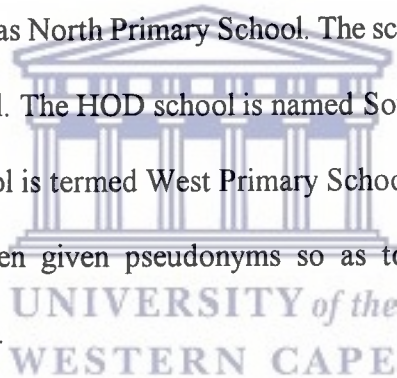 as North Primary School. The sc
l. The HOD school is named So
ol is termed West Primary School
en given pseudonyms so as to
UNIVERSITY of the
WESTERN CAPE